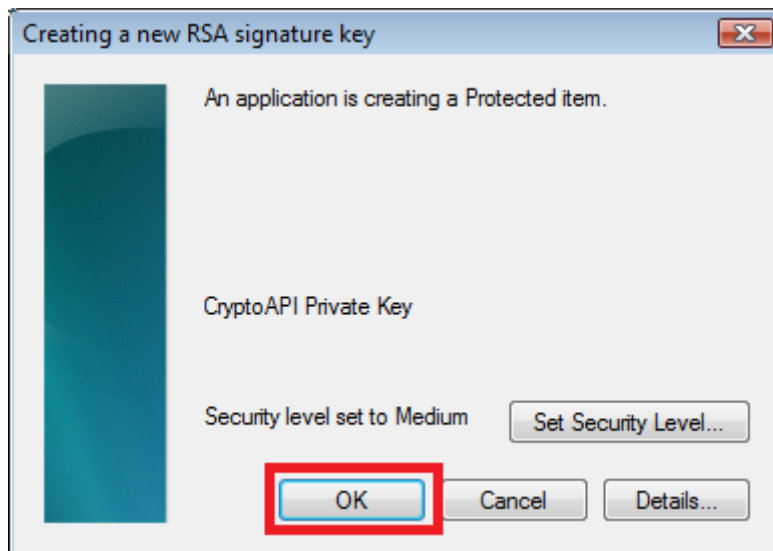 Creating a new RSA signature key
An application is creating a Protected item.
CryptoAPI Private Key
Security level set to Medium
Set Security Level...
OK
Cancel
Details...